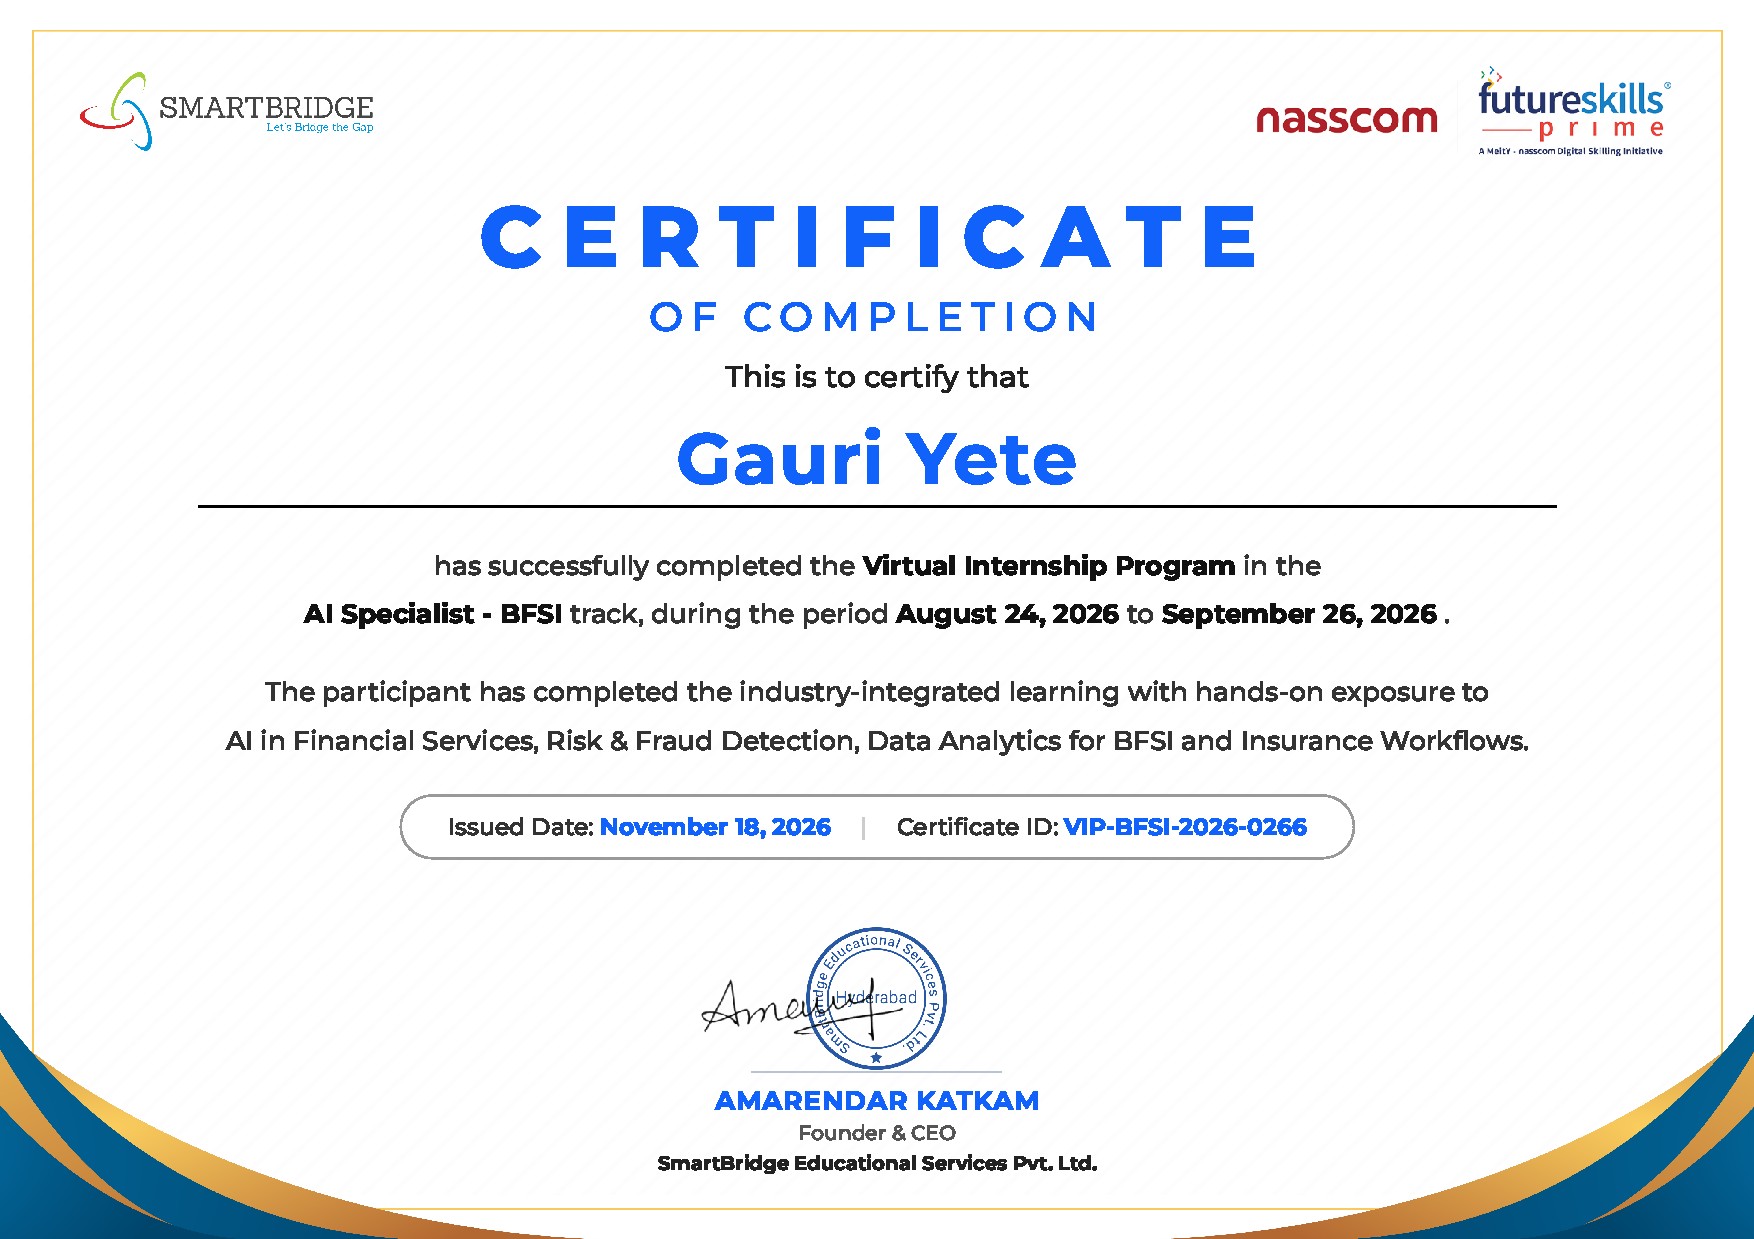 SMARTBRIDGE
Let's Bridge the Gap
nasscom
futureskills®
prime
A MeitY - nasscom Digital Skilling Initiative
CERTIFICATE
OF COMPLETION
This is to certify that
Gauri Yete
has successfully completed the Virtual Internship Program in the
AI Specialist - BFSI track, during the period August 24, 2026 to September 26, 2026 .
The participant has completed the industry-integrated learning with hands-on exposure to
AI in Financial Services, Risk & Fraud Detection, Data Analytics for BFSI and Insurance Workflows.
Issued Date: November 18, 2026 | Certificate ID: VIP-BFSI-2026-0266
SmartBridge Educational Services Pvt. Ltd.
Hyderabad
AMARENDAR KATKAM
Founder & CEO
SmartBridge Educational Services Pvt. Ltd.